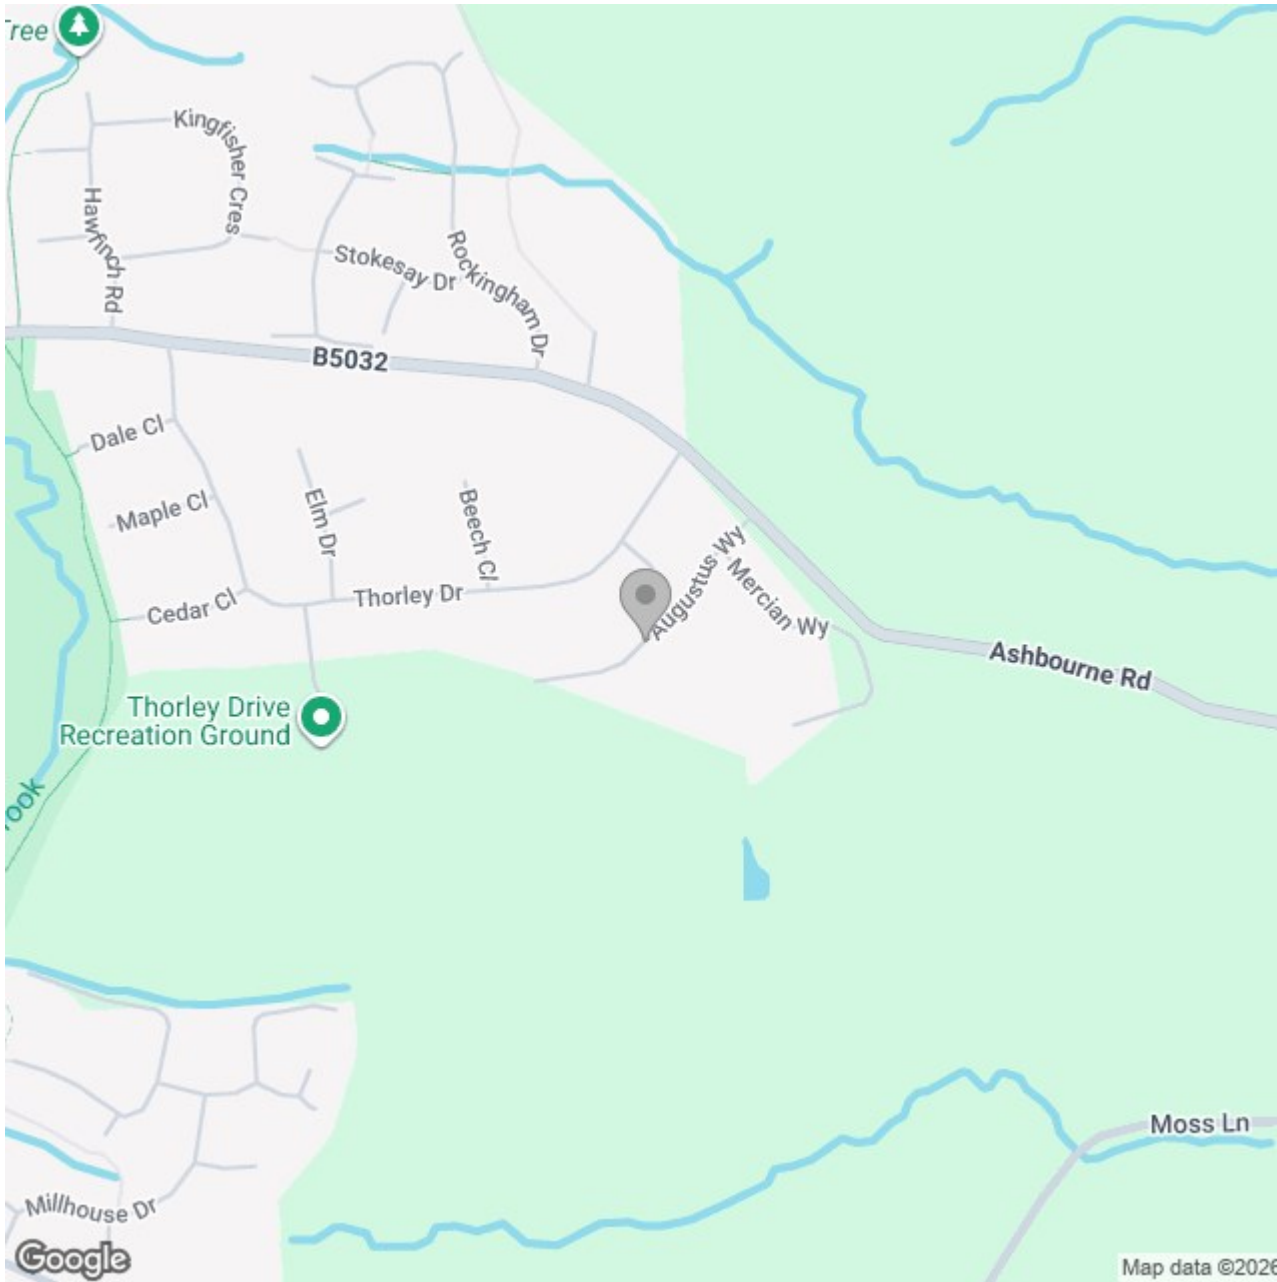 Tree
Kingfisher Cres
Hawfinch Rd
Stokesay Dr
Rockingham Dr
B5032
Dale Cl
Maple Cl
Elm Dr
Beech Cl
Cedar Cl
Thorley Dr
Augustus Wy
Mercian Wy
Ashbourne Rd
Thorley Drive
Recreation Ground
rook
Moss Ln
Millhouse Dr
Google
Map data ©2026